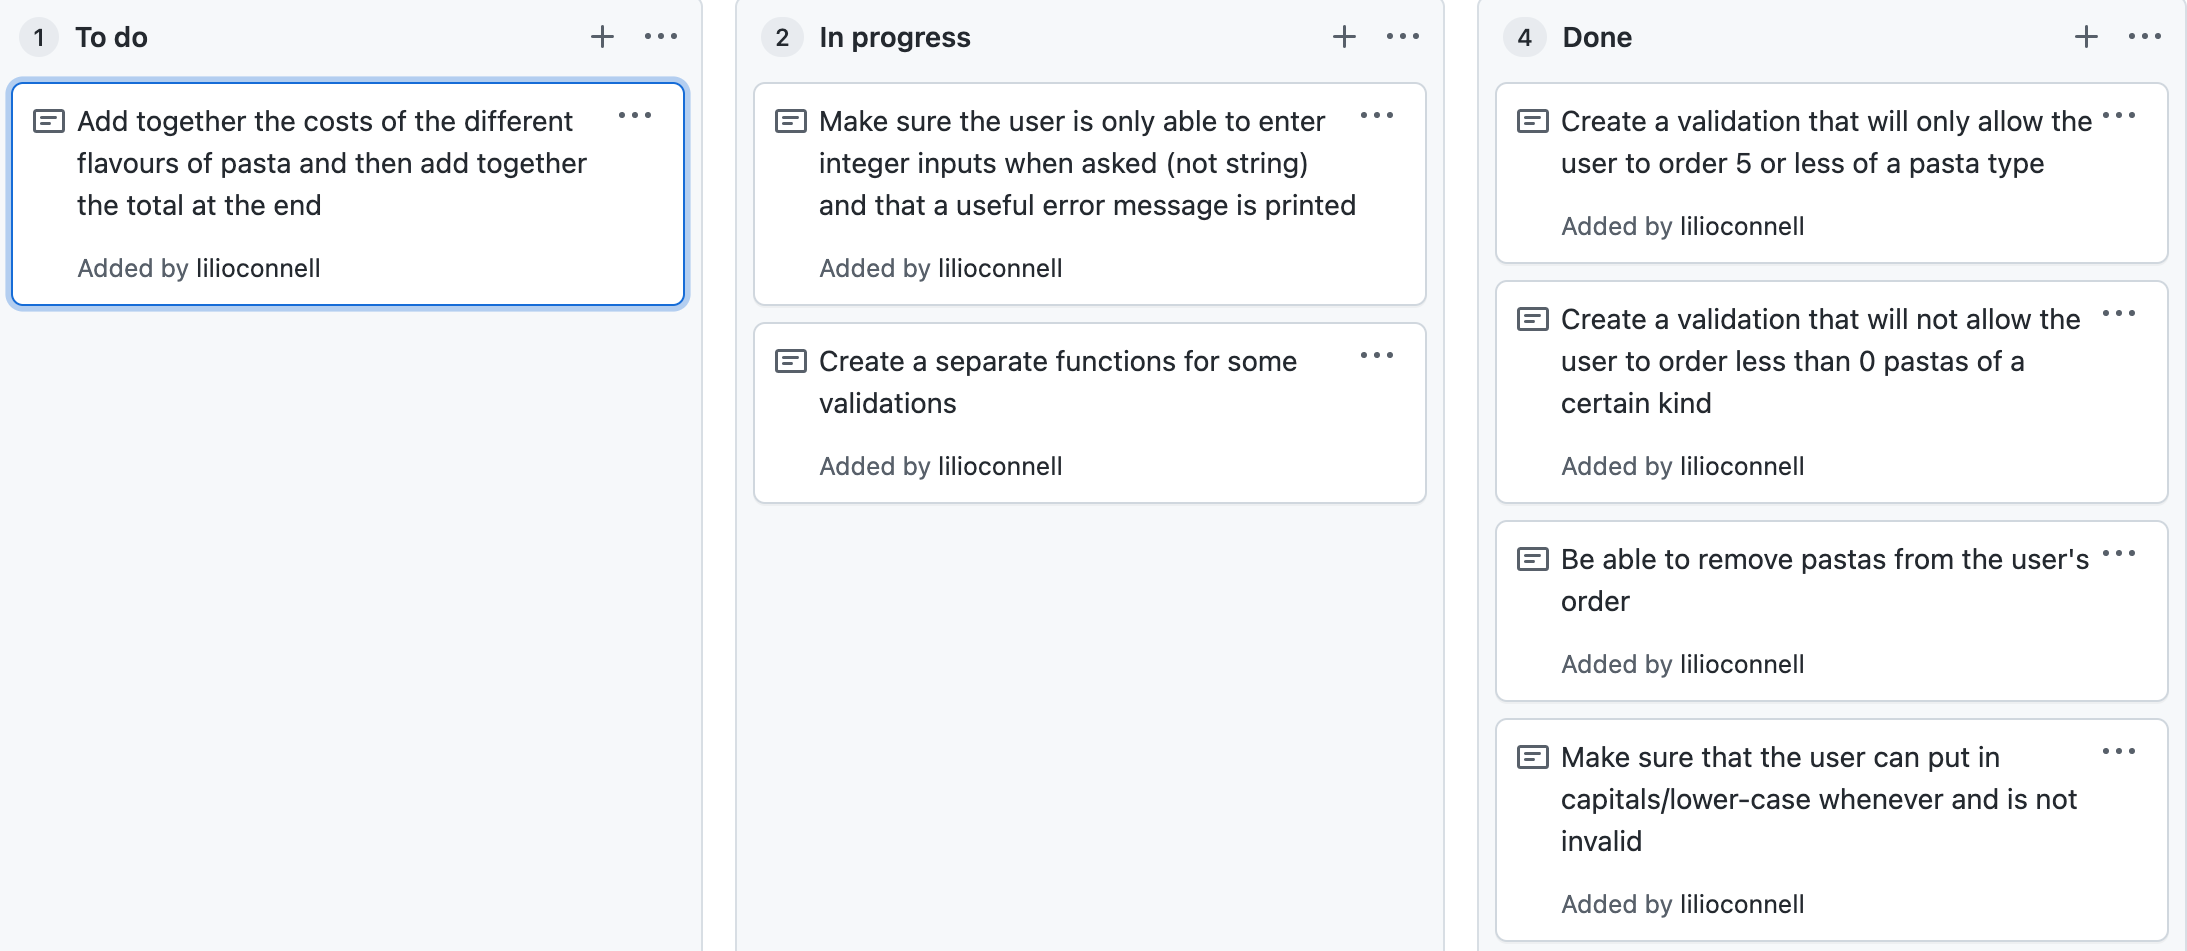 1 To do
Add together the costs of the different
flavours of pasta and then add together
the total at the end
Added by lilioconnell
2 In progress
Make sure the user is only able to enter
integer inputs when asked (not string)
and that a useful error message is printed
Added by lilioconnell
Create a separate functions for some
validations
Added by lilioconnell
4 Done
Create a validation that will only allow the
user to order 5 or less of a pasta type
Added by lilioconnell
Create a validation that will not allow the
user to order less than 0 pastas of a
certain kind
Added by lilioconnell
Be able to remove pastas from the user's
order
Added by lilioconnell
Make sure that the user can put in
capitals/lower-case whenever and is not
invalid
Added by lilioconnell